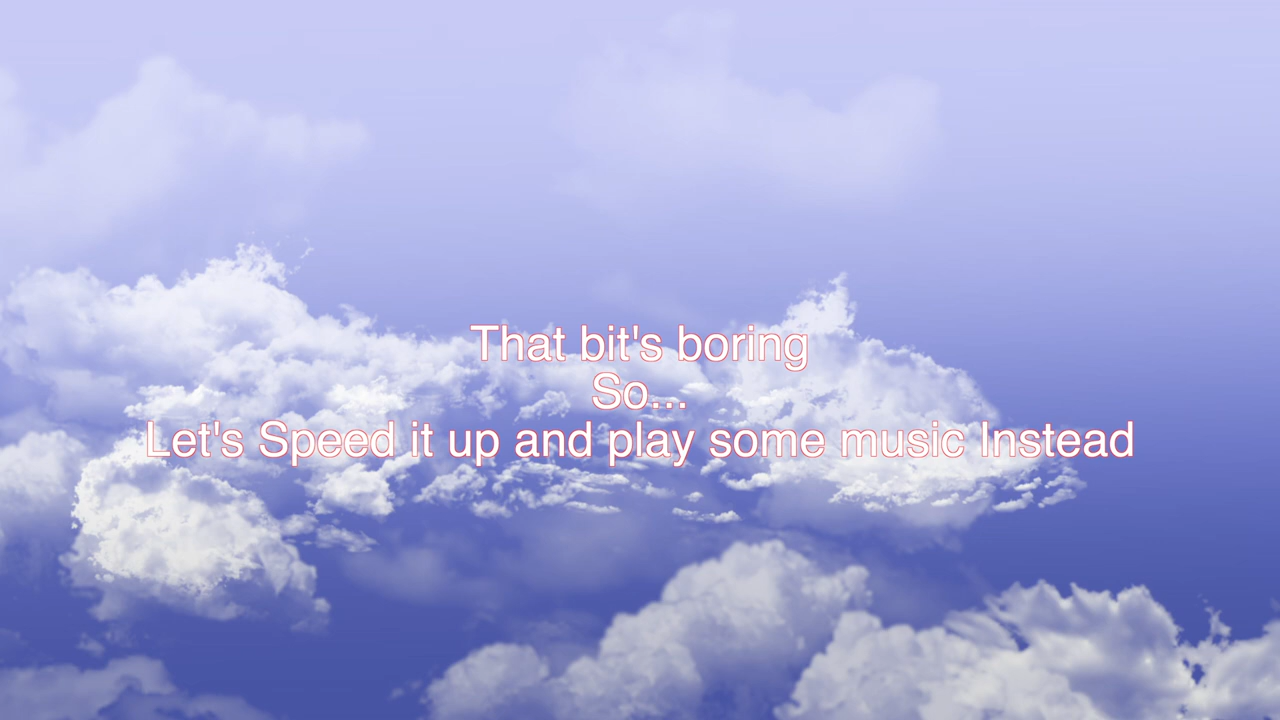 That bit's boring
So...
Let's Speed it up and play some music Instead